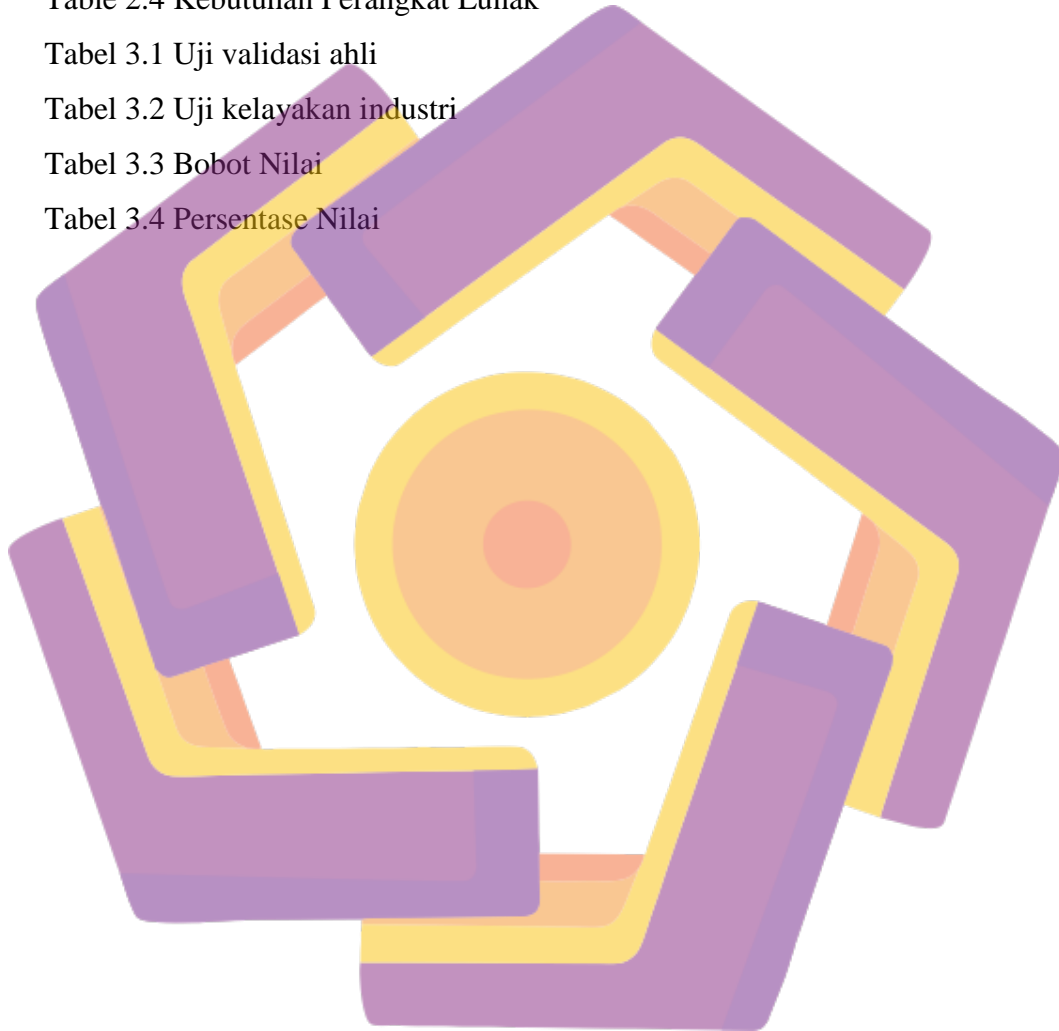 Table 2.4 Kebutuhan Perangkat Lunak
Tabel 3.1 Uji validasi ahli
Tabel 3.2 Uji kelayakan industri
Tabel 3.3 Bobot Nilai
Tabel 3.4 Persentase Nilai